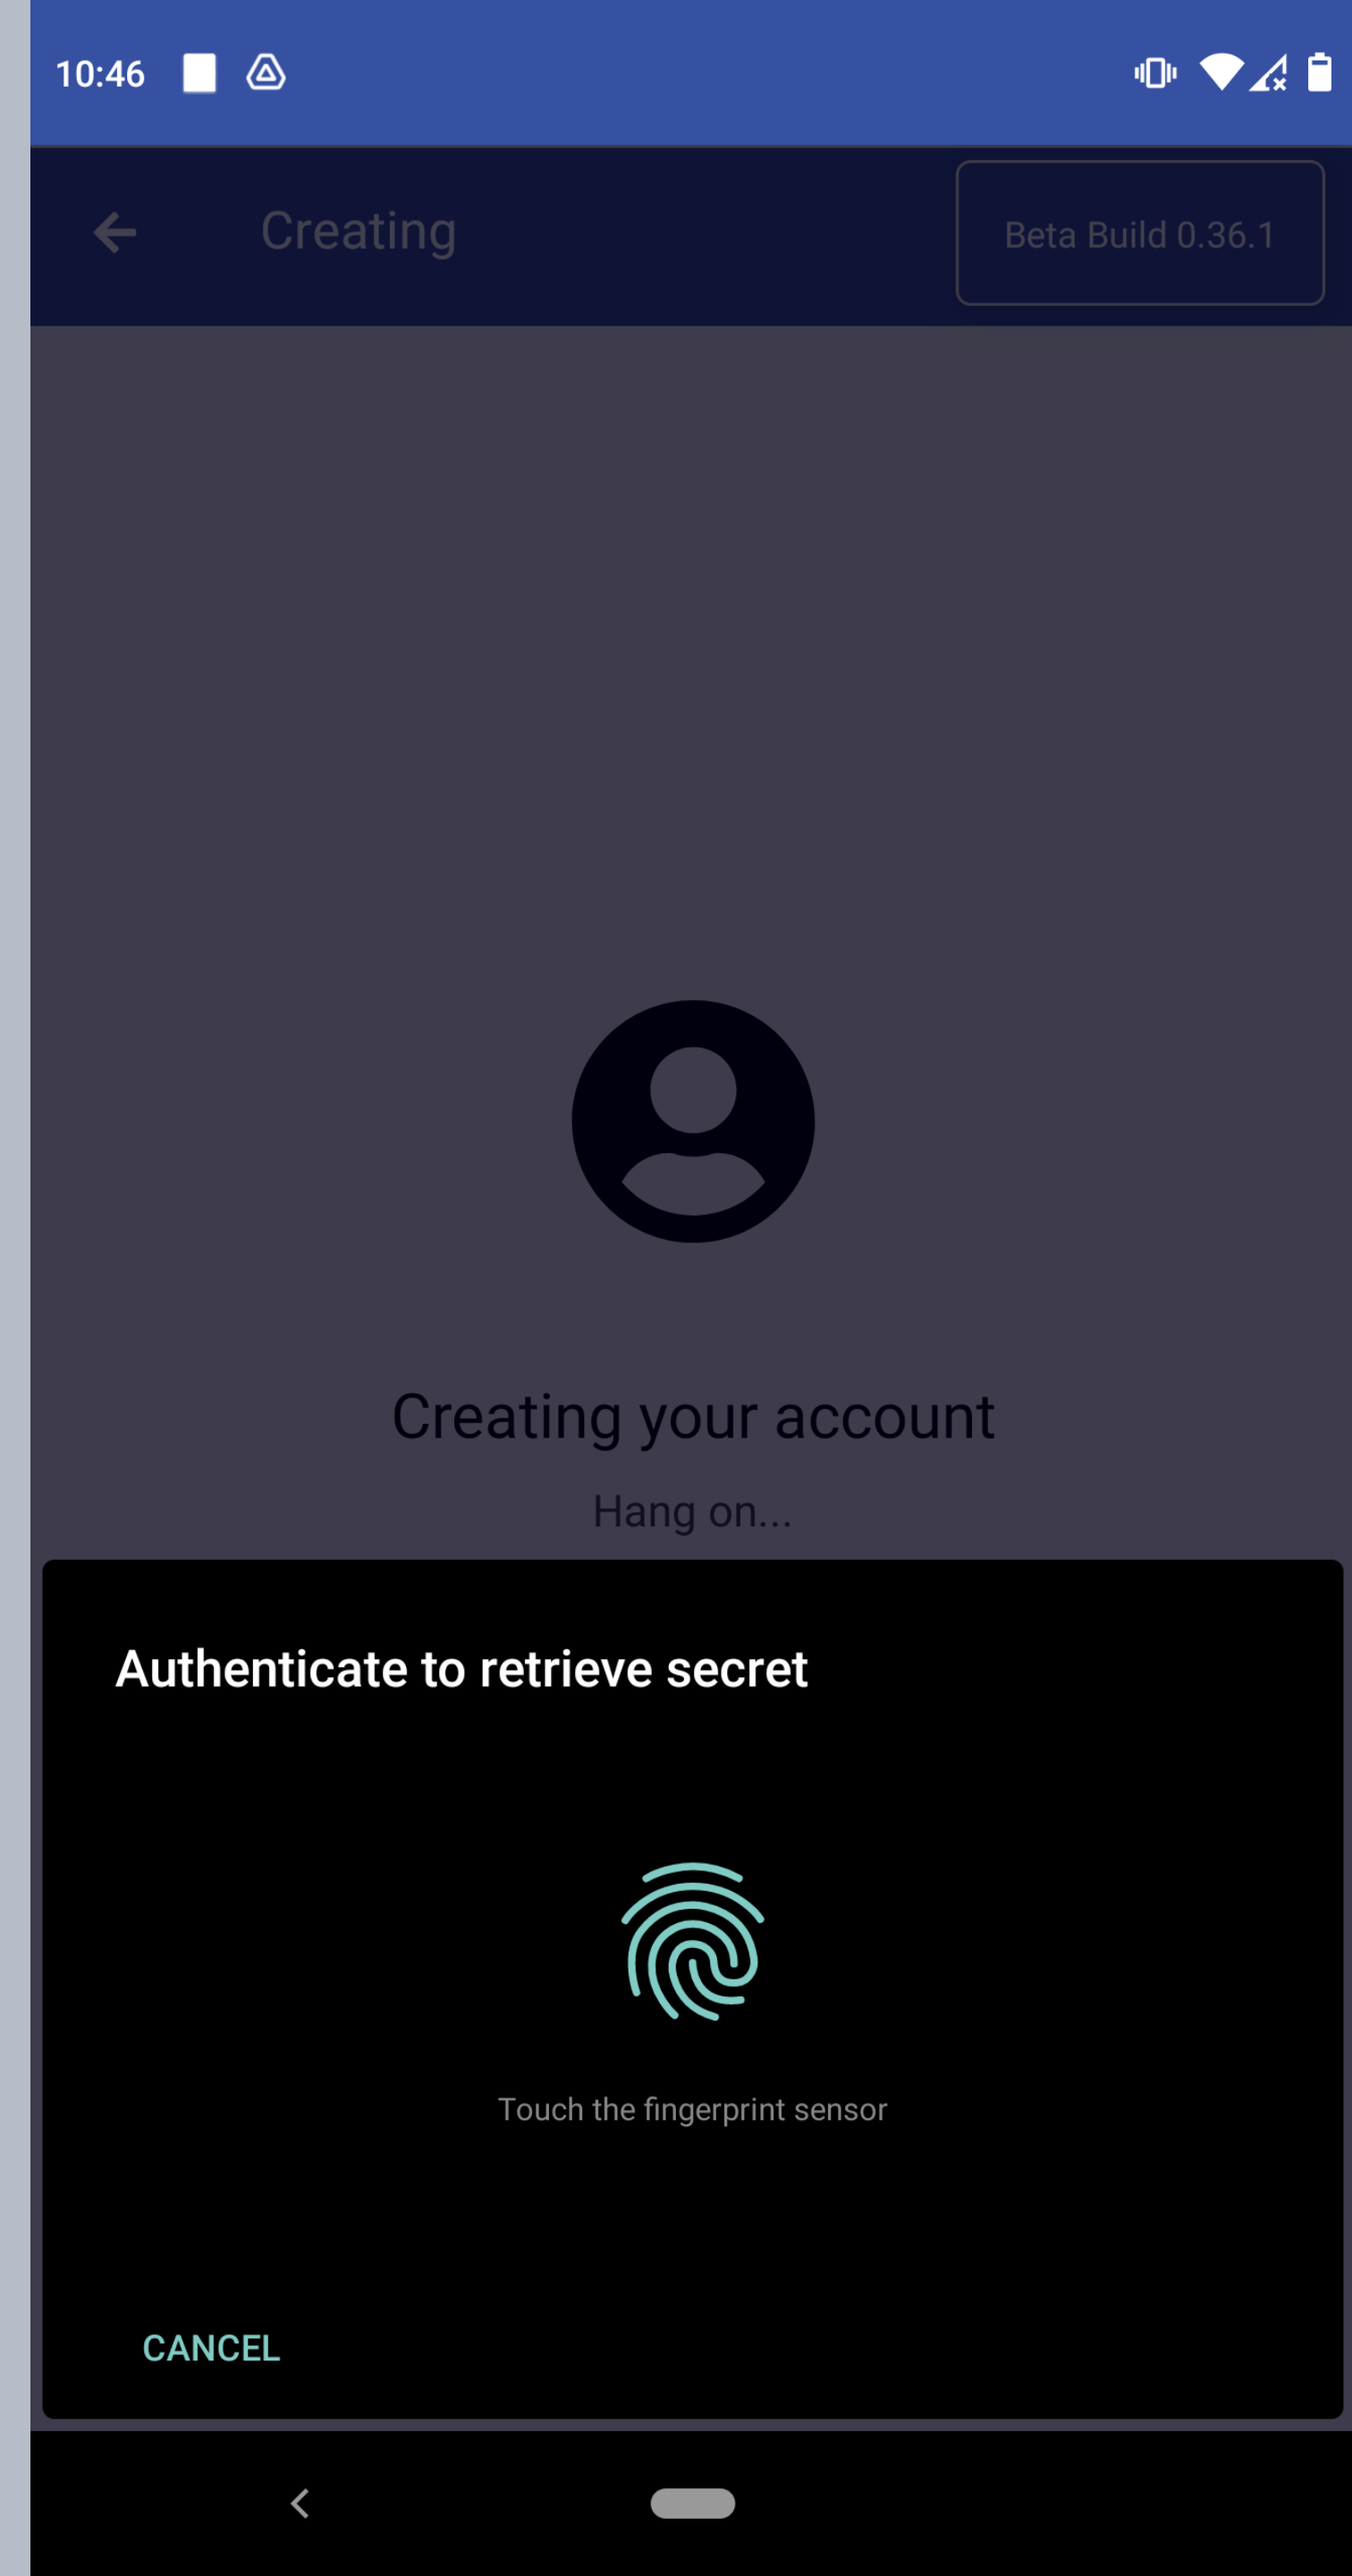 10:46
Creating
Beta Build 0.36.1
Creating your account
Hang on...
Authenticate to retrieve secret
Touch the fingerprint sensor
CANCEL